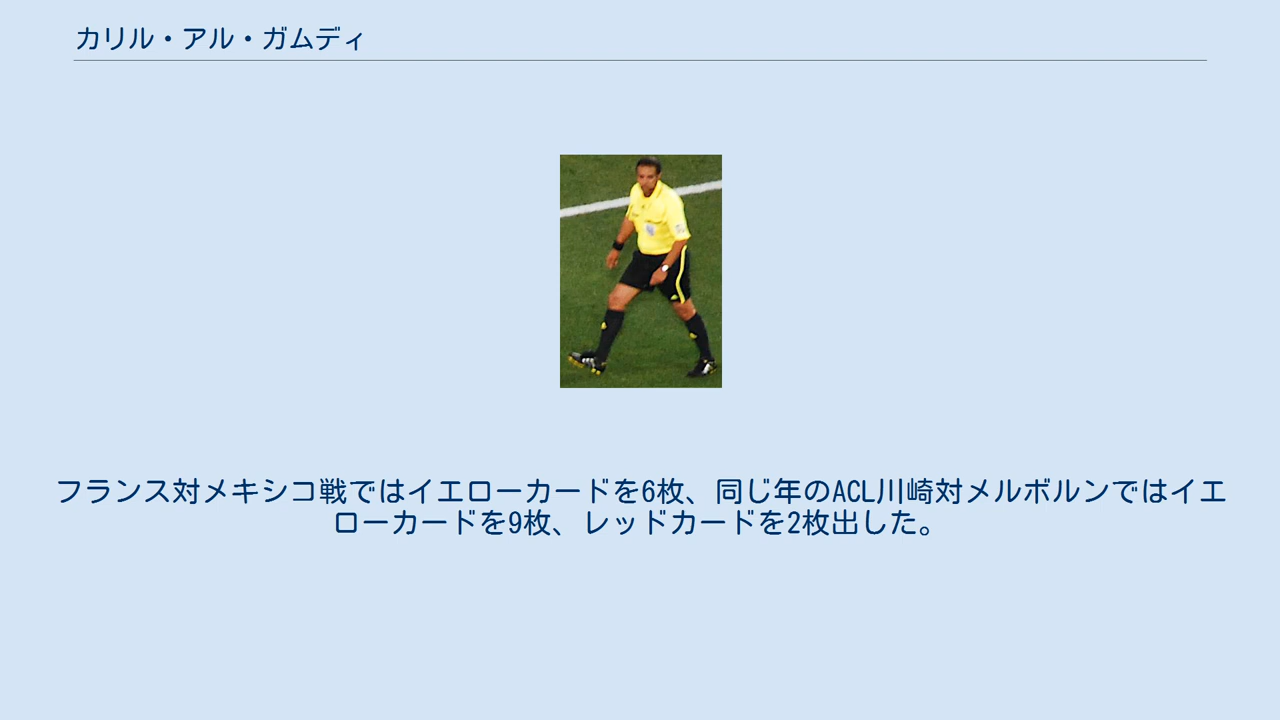 カリル・アル・ガムディ
フランス対メキシコ戦ではイエローカードを6枚、同じ年のACL川崎対メルボルンではイエ
ローカードを9枚、レッドカードを2枚出した。